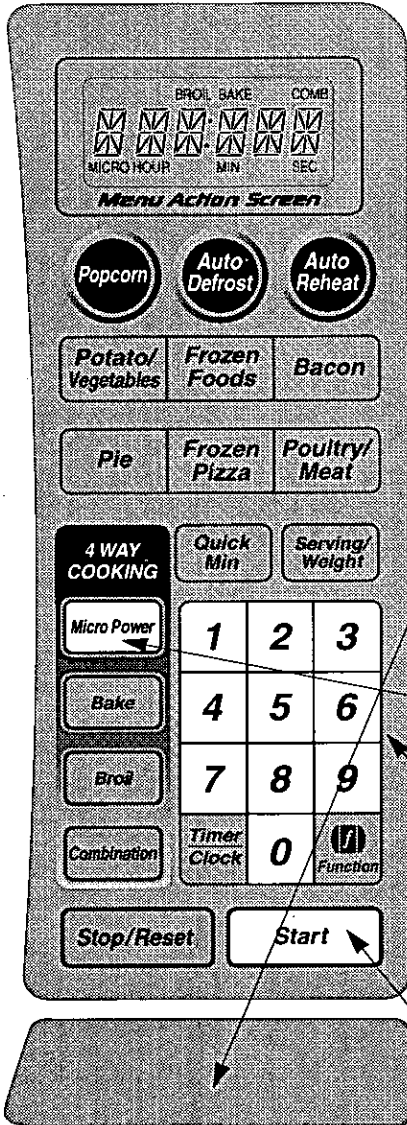 BROIL BAKE COMB
MICRO HOUR MIN SEC
Menu Action Screen
Popcorn Auto Defrost Auto Reheat
Potato/ Vegetables Frozen Foods Bacon
Pie Frozen Pizza Poultry/ Meat
4 WAY COOKING Quick Min Serving/ Weight
Micro Power 1 2 3
Bake 4 5 6
Broil 7 8 9
Combination Timer Clock 0 f Function
Stop/Reset Start